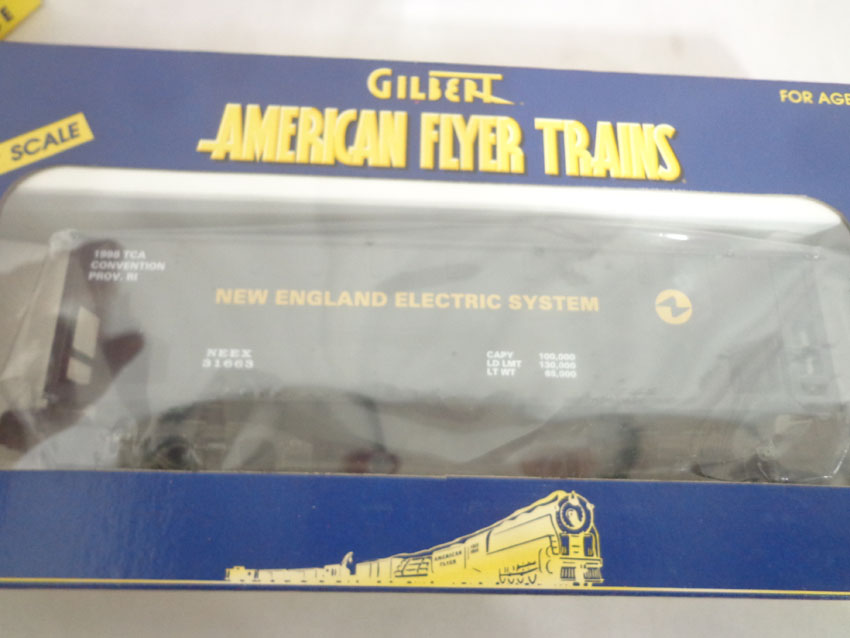 GILBERT
AMERICAN FLYER TRAINS
FOR AGE
SCALE
1998 TCA
CONVENTION
PROV. RI
NEW ENGLAND ELECTRIC SYSTEM
NEEX
31663
CAPY 100,000
LD LMT 130,000
LT WT 65,000
AMERICAN
FLYER